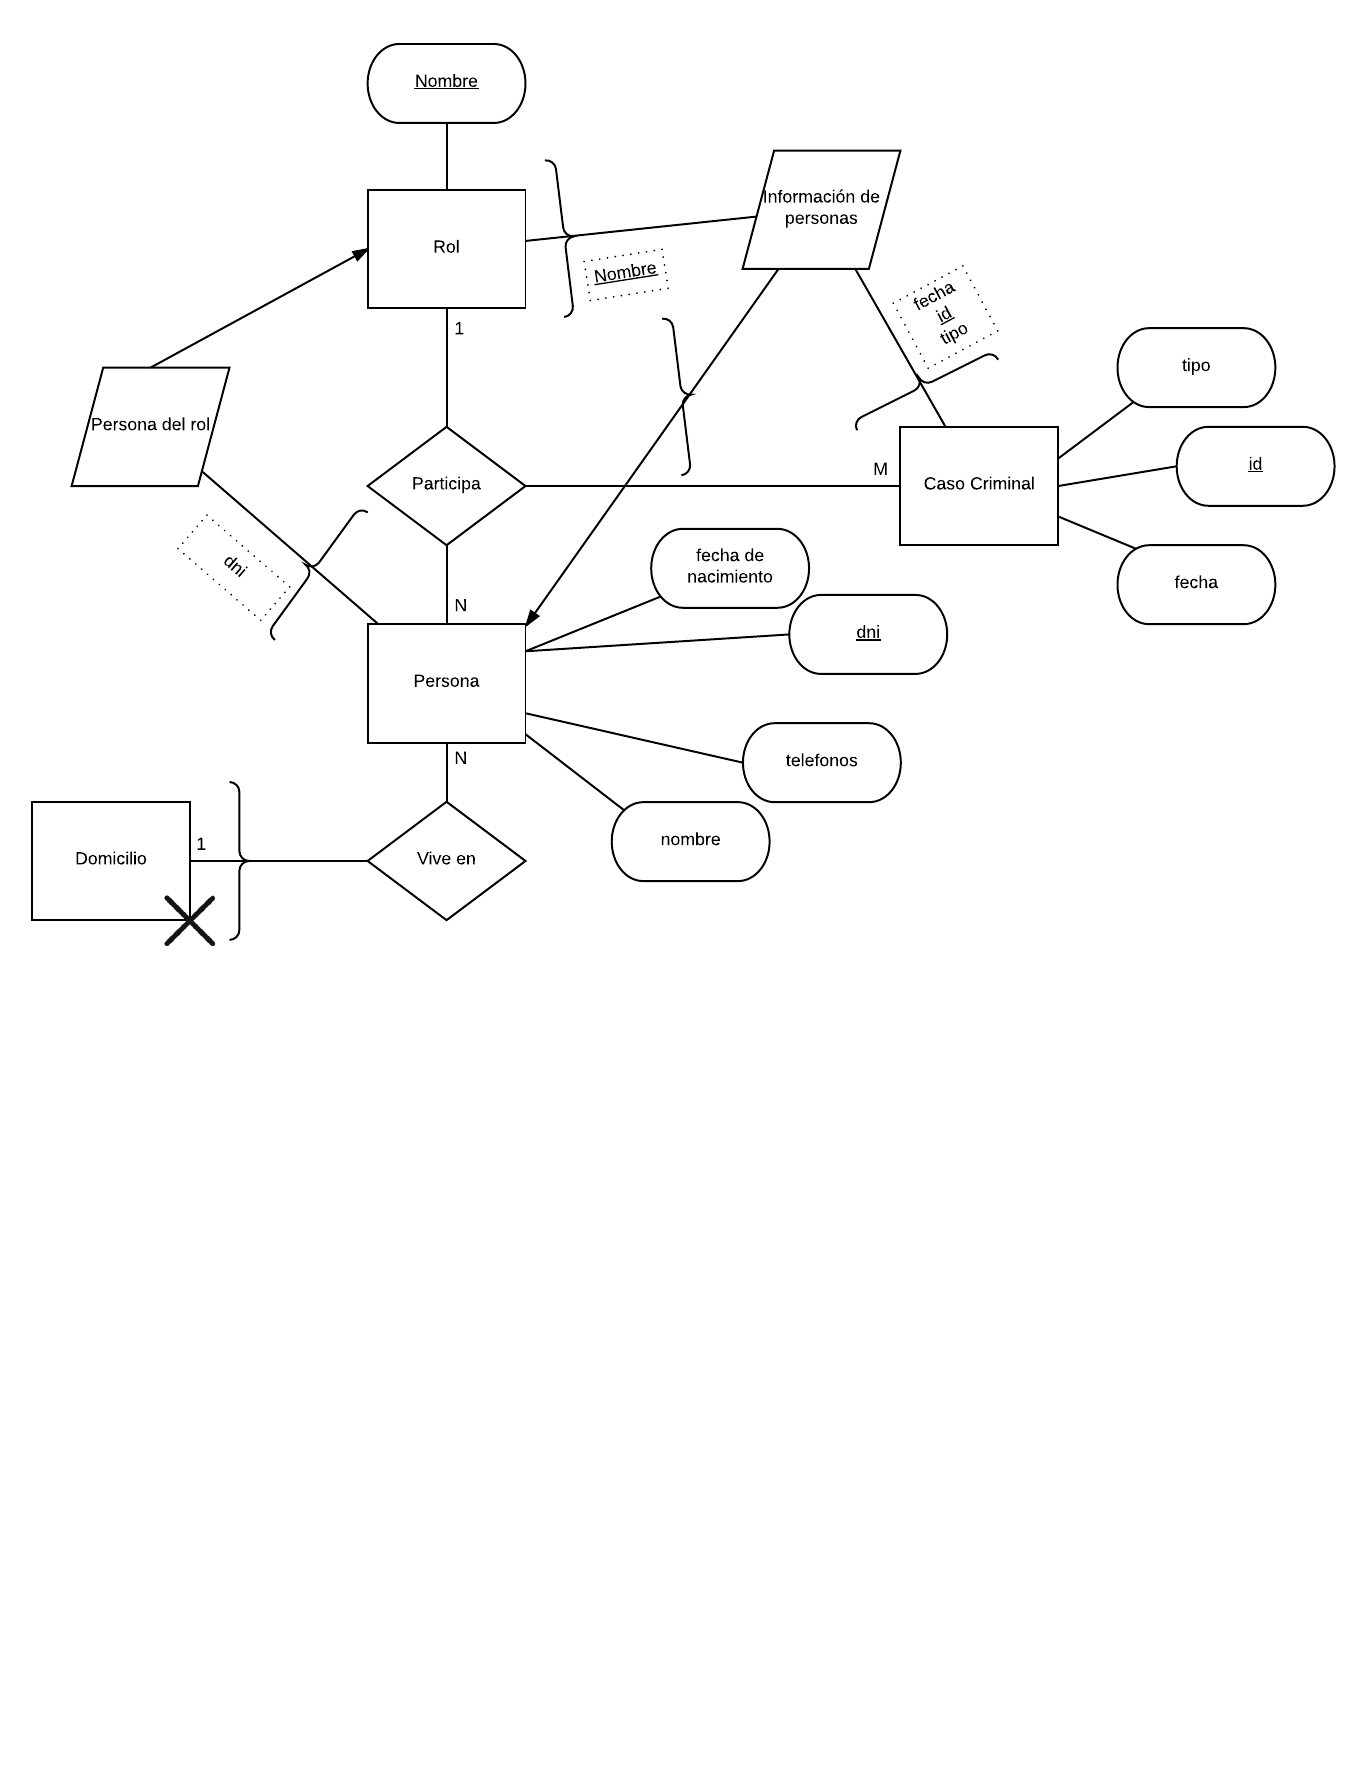 Nombre
Información de
personas
Rol
Nombre
fecha
id
tipo
1
tipo
Persona del rol
M
id
Participa
Caso Criminal
dni
fecha de
nacimiento
fecha
N
dni
Persona
N
telefonos
nombre
1
Domicilio
Vive en